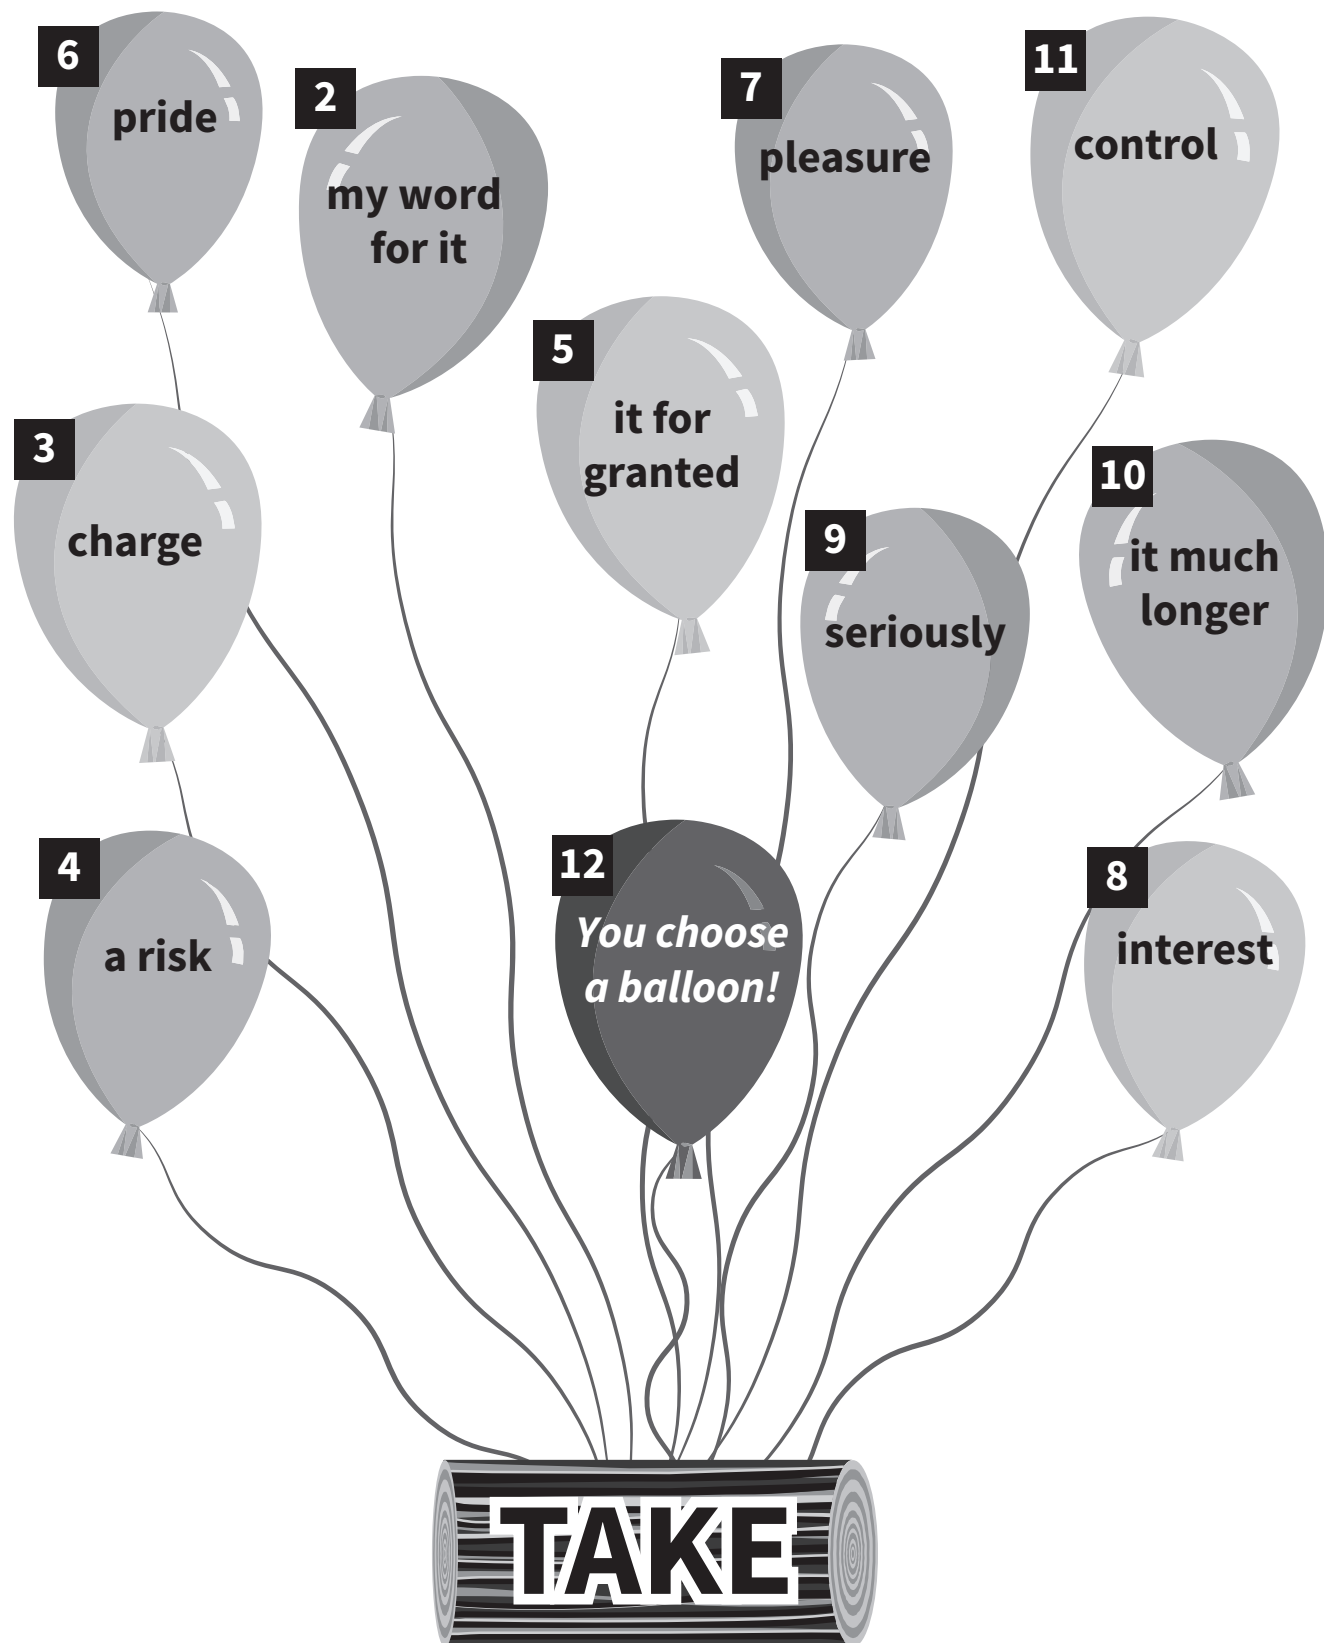 6
pride
2
my word
for it
7
pleasure
11
control
5
it for
granted
3
charge
10
it much
longer
9
seriously
4
a risk
12
You choose
a balloon!
8
interest
TAKE